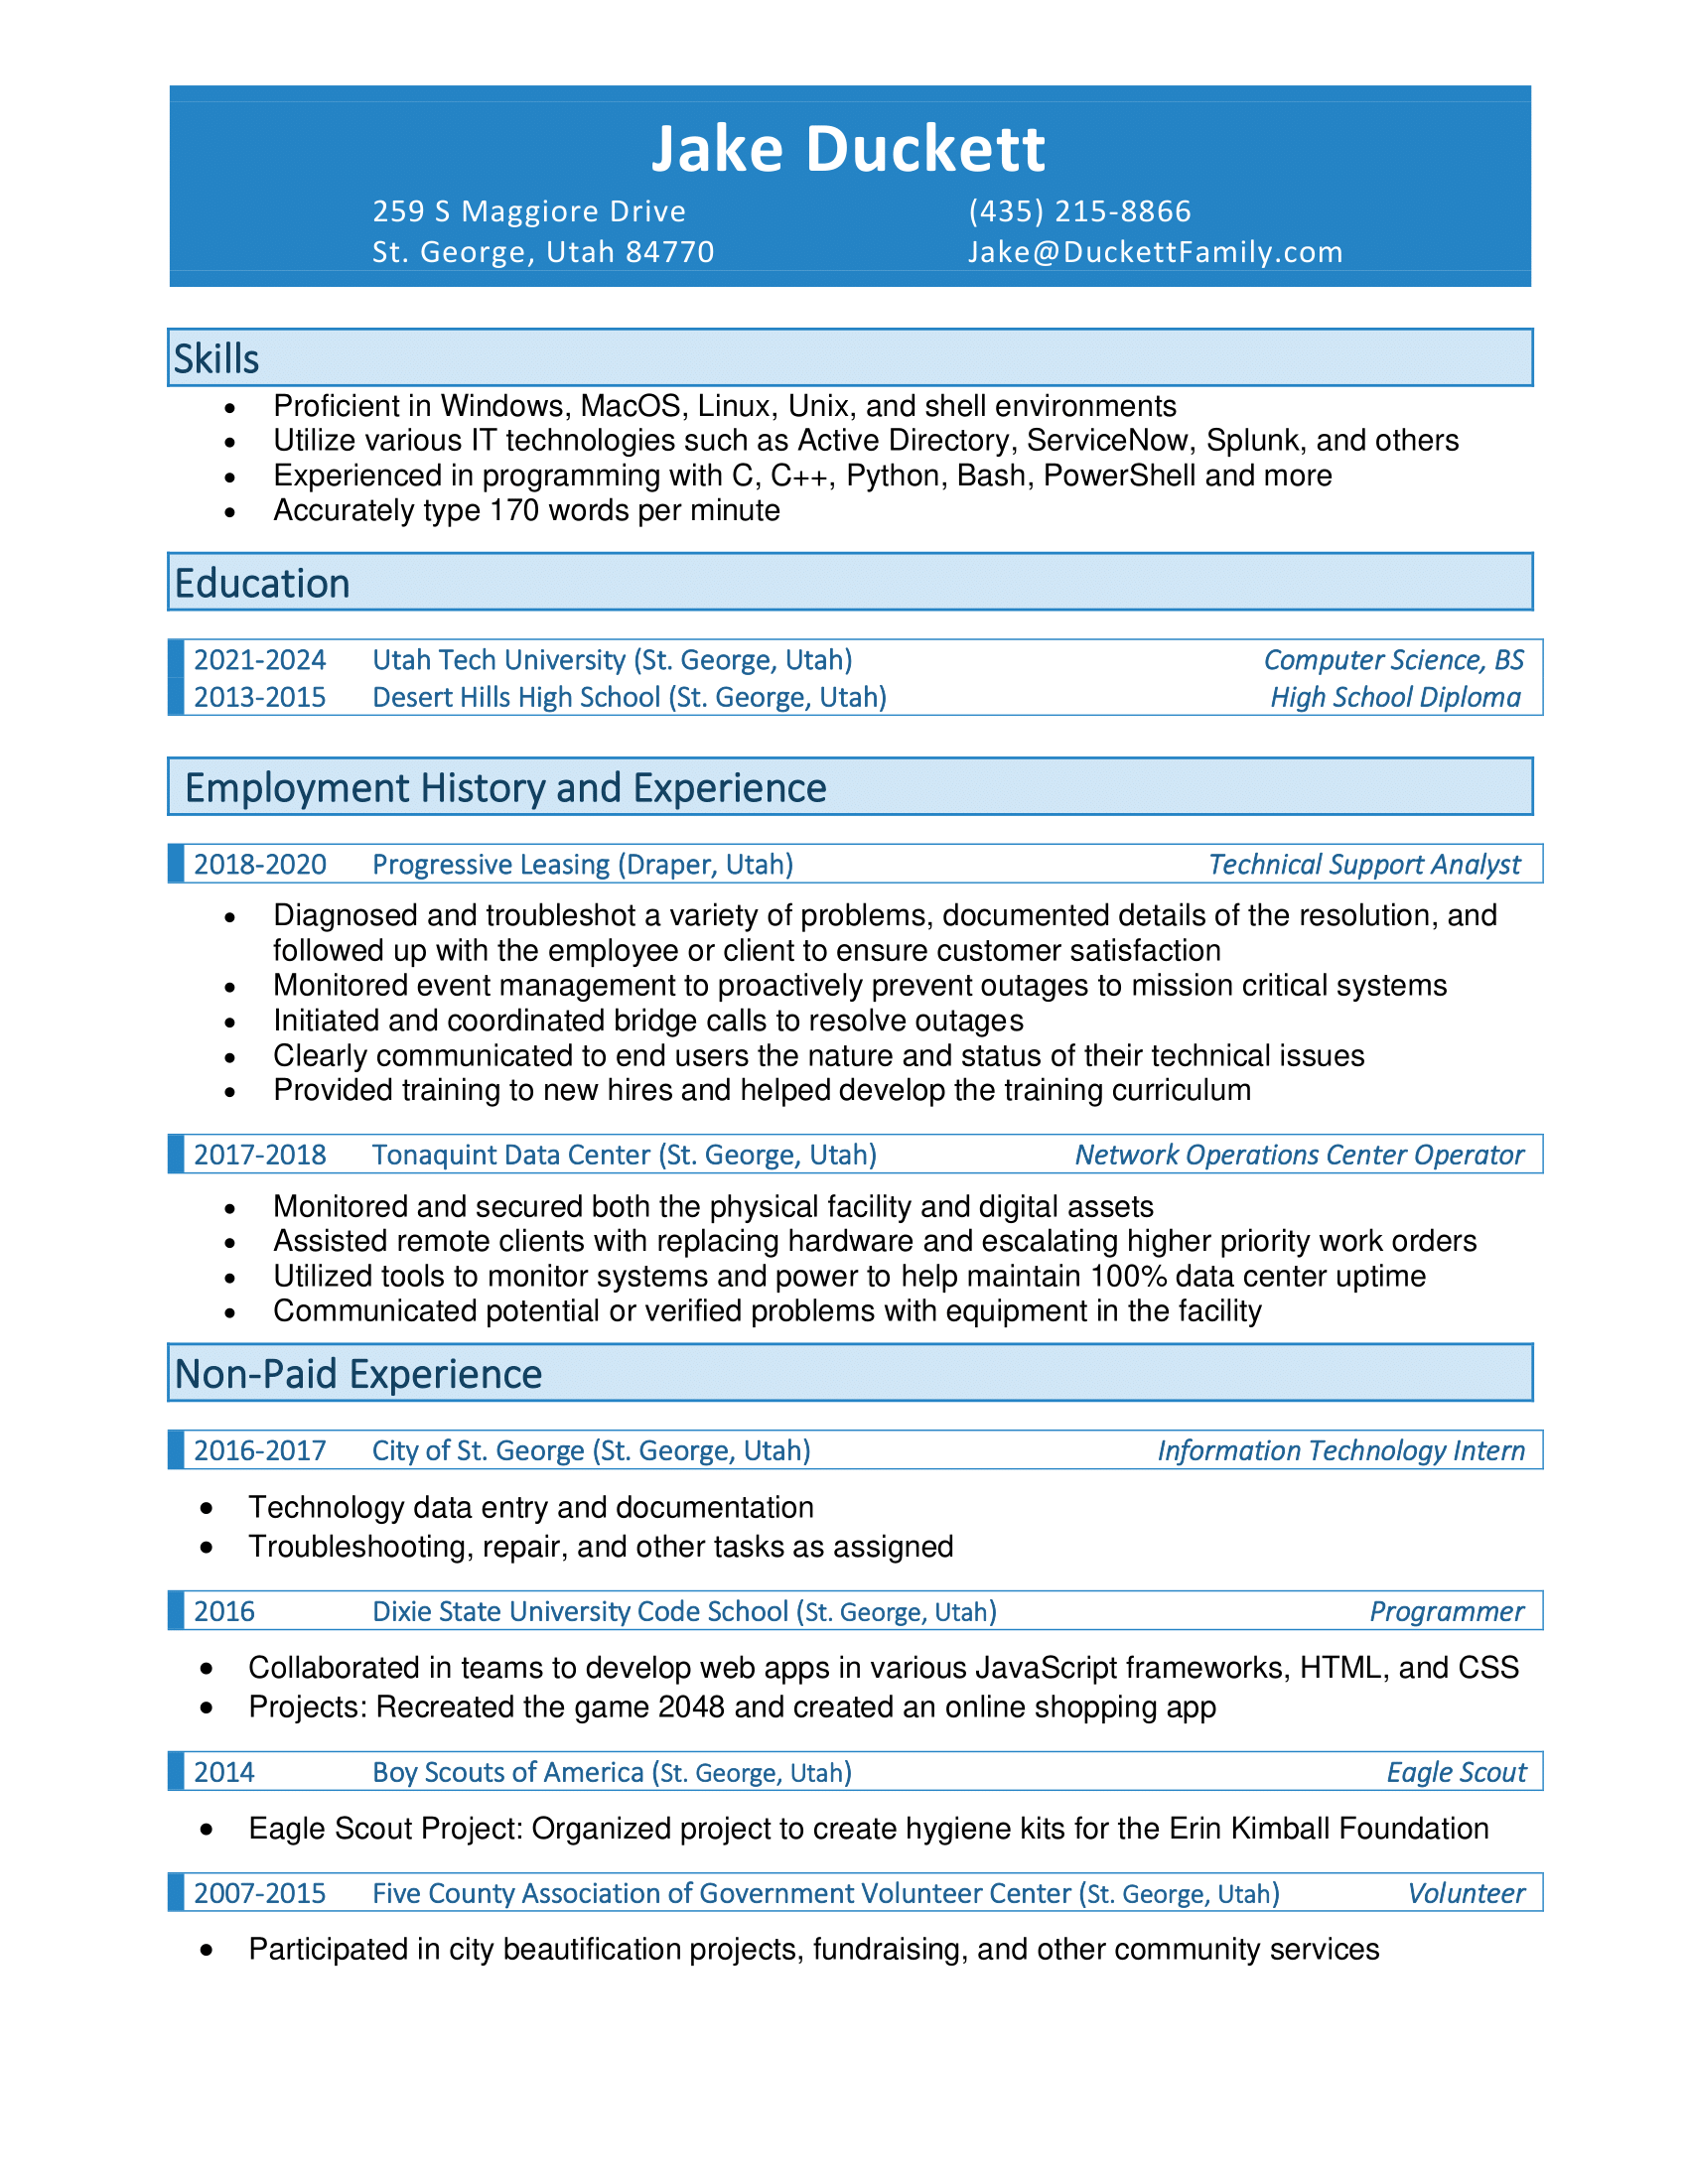 Jake Duckett
259 S Maggiore Drive (435) 215-8866
St. George, Utah 84770 Jake@DuckettFamily.com
Skills
• Proficient in Windows, MacOS, Linux, Unix, and shell environments
• Utilize various IT technologies such as Active Directory, ServiceNow, Splunk, and others
• Experienced in programming with C, C++, Python, Bash, PowerShell and more
• Accurately type 170 words per minute
Education
2021-2024 Utah Tech University (St. George, Utah) Computer Science, BS
2013-2015 Desert Hills High School (St. George, Utah) High School Diploma
Employment History and Experience
2018-2020 Progressive Leasing (Draper, Utah) Technical Support Analyst
• Diagnosed and troubleshot a variety of problems, documented details of the resolution, and
followed up with the employee or client to ensure customer satisfaction
• Monitored event management to proactively prevent outages to mission critical systems
• Initiated and coordinated bridge calls to resolve outages
• Clearly communicated to end users the nature and status of their technical issues
• Provided training to new hires and helped develop the training curriculum
2017-2018 Tonaquint Data Center (St. George, Utah) Network Operations Center Operator
• Monitored and secured both the physical facility and digital assets
• Assisted remote clients with replacing hardware and escalating higher priority work orders
• Utilized tools to monitor systems and power to help maintain 100% data center uptime
• Communicated potential or verified problems with equipment in the facility
Non-Paid Experience
2016-2017 City of St. George (St. George, Utah) Information Technology Intern
• Technology data entry and documentation
• Troubleshooting, repair, and other tasks as assigned
2016 Dixie State University Code School (St. George, Utah) Programmer
• Collaborated in teams to develop web apps in various JavaScript frameworks, HTML, and CSS
• Projects: Recreated the game 2048 and created an online shopping app
2014 Boy Scouts of America (St. George, Utah) Eagle Scout
• Eagle Scout Project: Organized project to create hygiene kits for the Erin Kimball Foundation
2007-2015 Five County Association of Government Volunteer Center (St. George, Utah) Volunteer
• Participated in city beautification projects, fundraising, and other community services